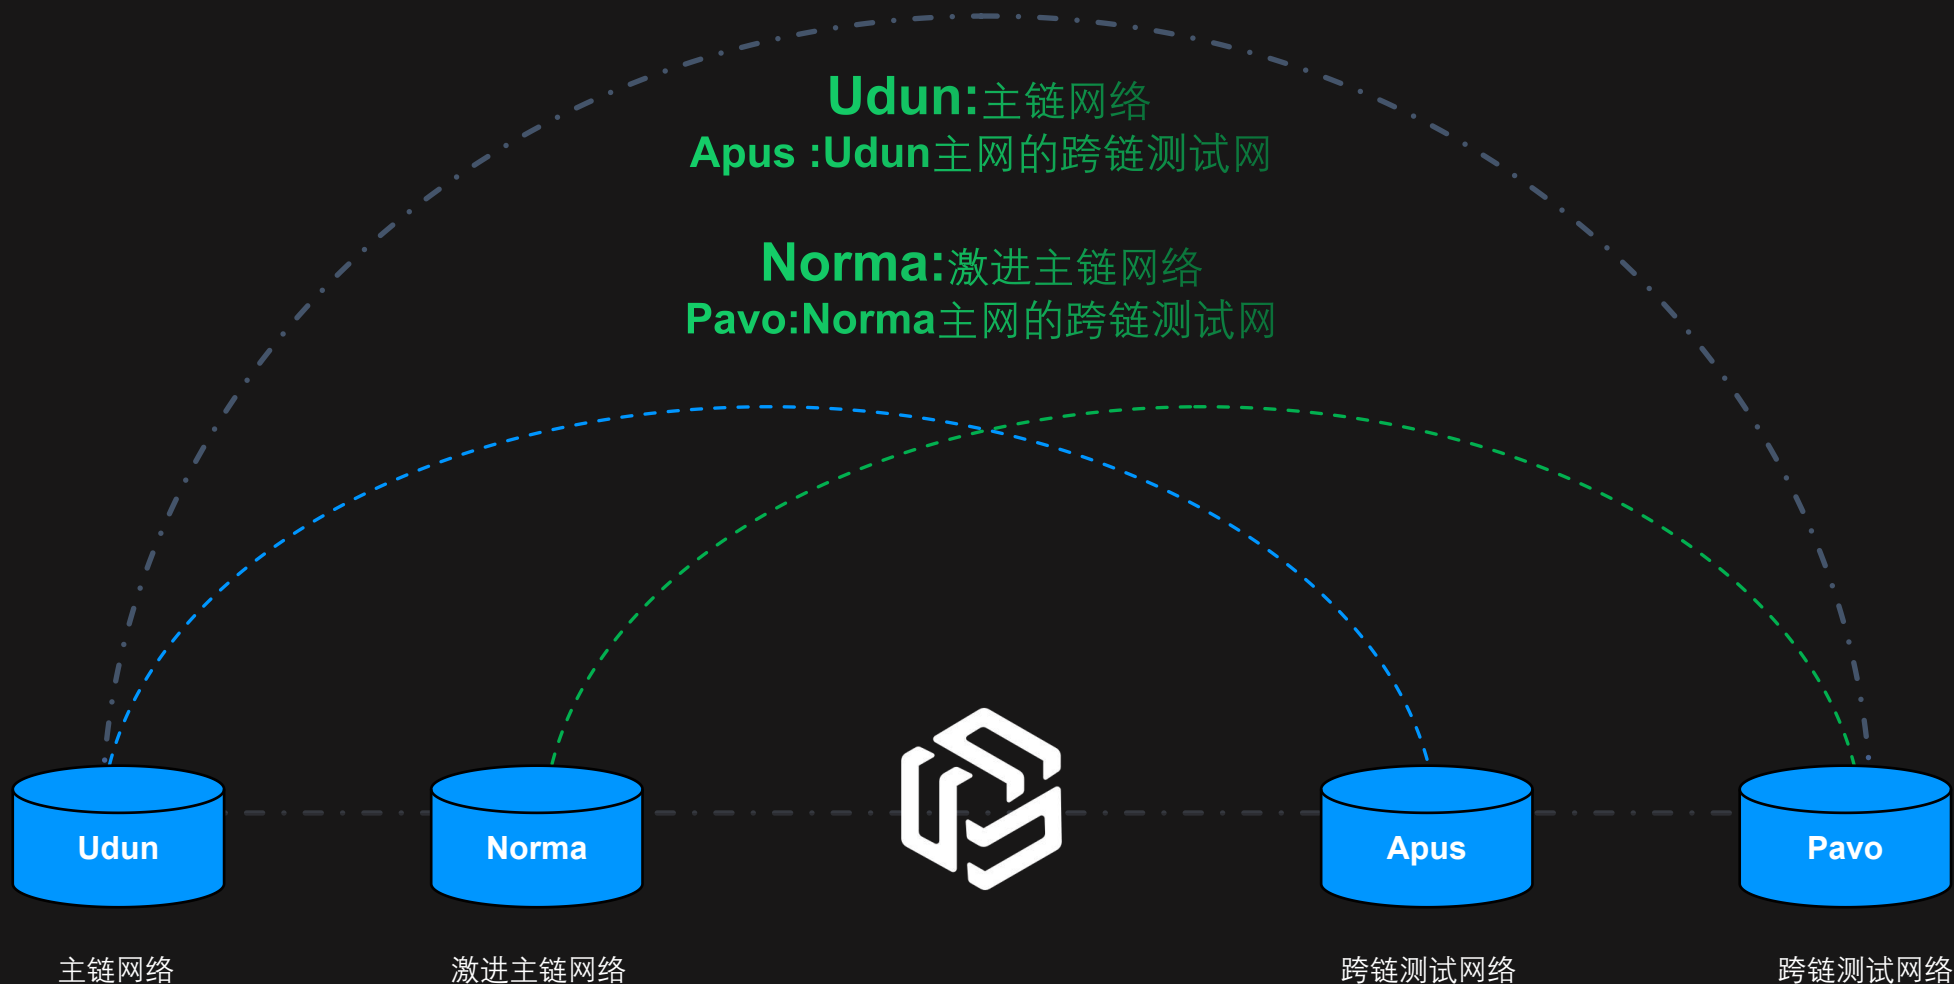 Udun:主链网络
Apus :Udun主网的跨链测试网
Norma:激进主链网络
Pavo:Norma主网的跨链测试网
Udun
Norma
Apus
Pavo
主链网络
激进主链网络
跨链测试网络
跨链测试网络